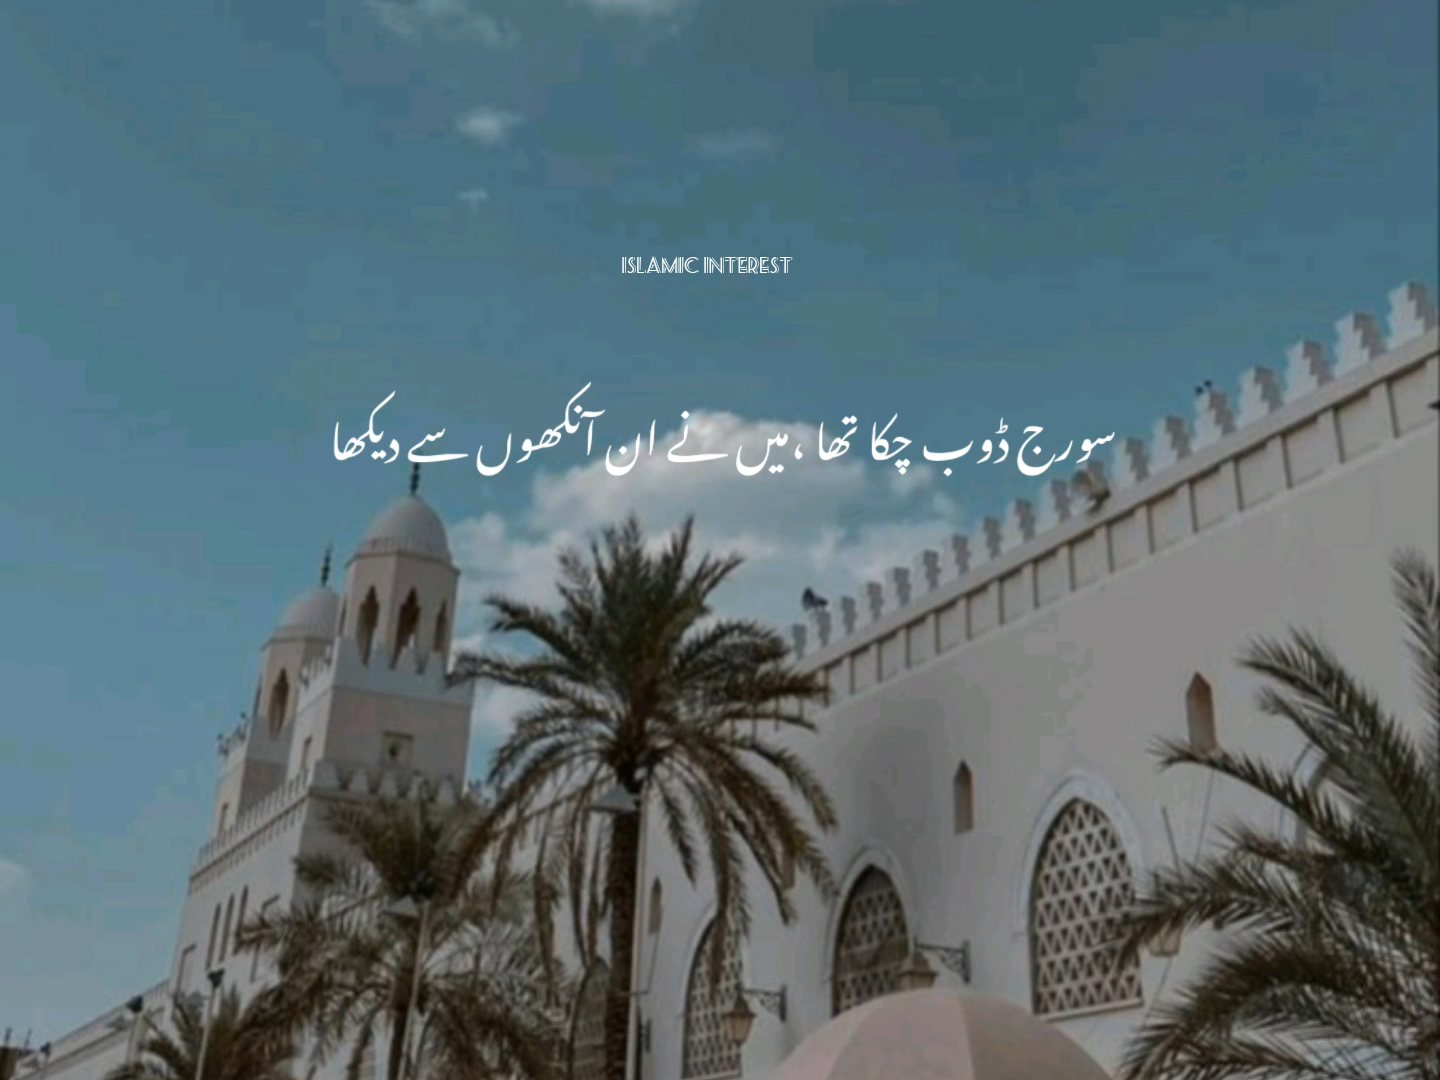 ISLAMIC INTEREST
سورج ڈوب چکا تھا ،میں نے ان آنکھوں سے دیکھا